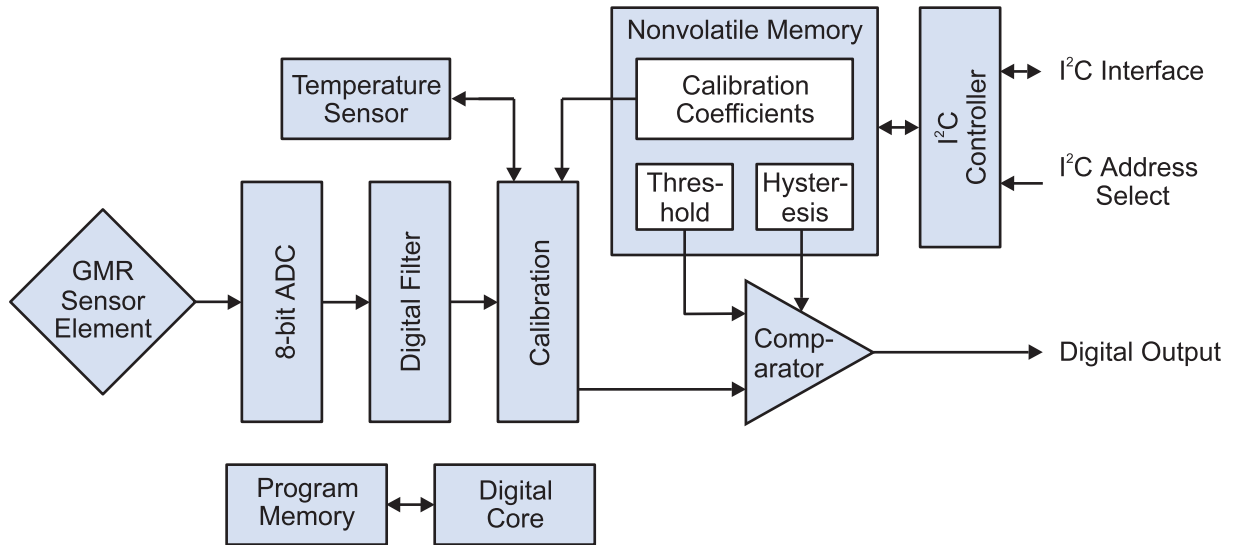 Nonvolatile Memory
Temperature
Sensor
Calibration
Coefficients
I²C
Controller
I²C Interface
I²C Address
Select
Thres-
hold
Hyster-
esis
GMR
Sensor
Element
8-bit ADC
Digital Filter
Calibration
Comp-
arator
Digital Output
Program
Memory
Digital
Core